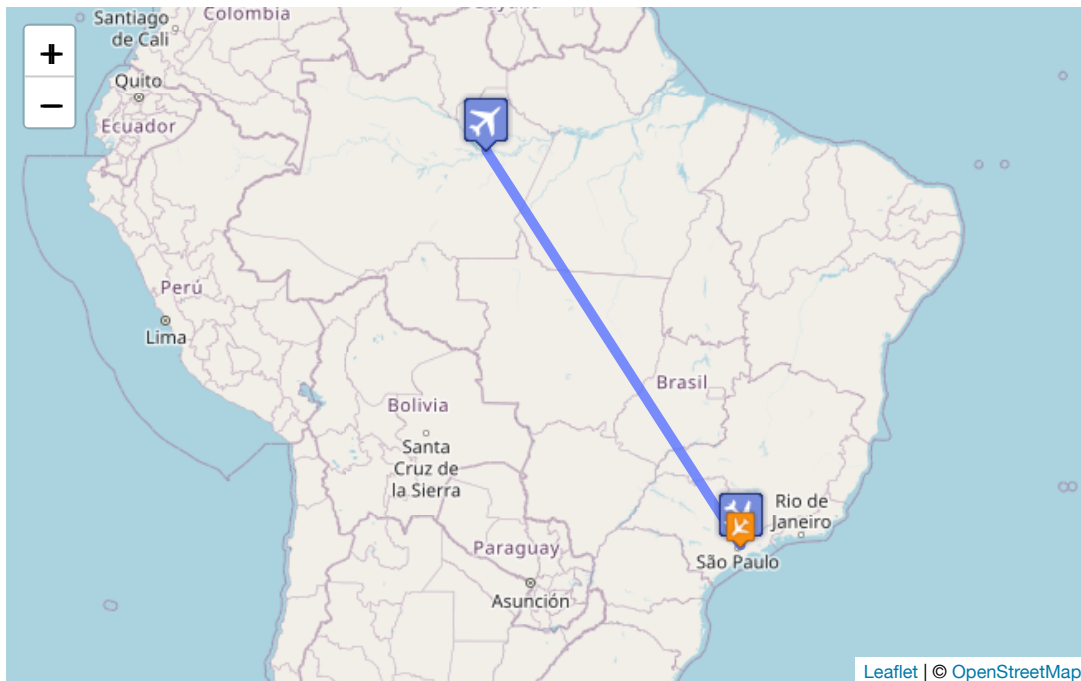 Santiago
de Cali
Colombia
+
−
Quito
Ecuador
Perú
Lima
Brasil
Bolivia
Santa
Cruz de
la Sierra
Rio de
Janeiro
Paraguay
São Paulo
Asunción
Leaflet | © OpenStreetMap